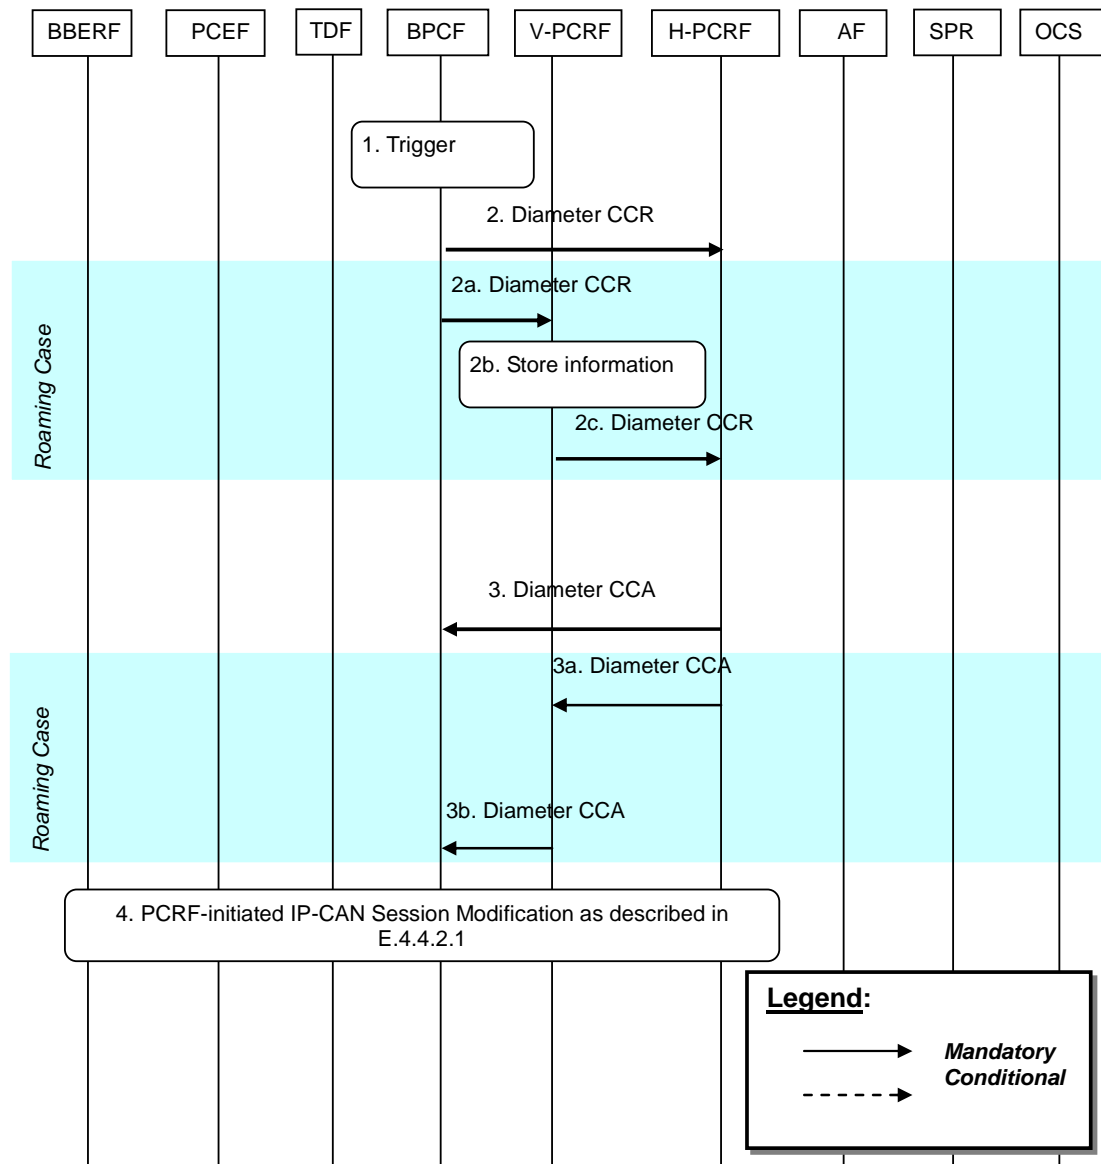 BBERF
PCEF
TDF
BPCF
V-PCRF
H-PCRF
AF
SPR
OCS
1. Trigger
2. Diameter CCR
Roaming Case
2a. Diameter CCR
2b. Store information
2c. Diameter CCR
3. Diameter CCA
Roaming Case
3a. Diameter CCA
3b. Diameter CCA
4. PCRF-initiated IP-CAN Session Modification as described in
E.4.4.2.1
Legend:
Mandatory
Conditional